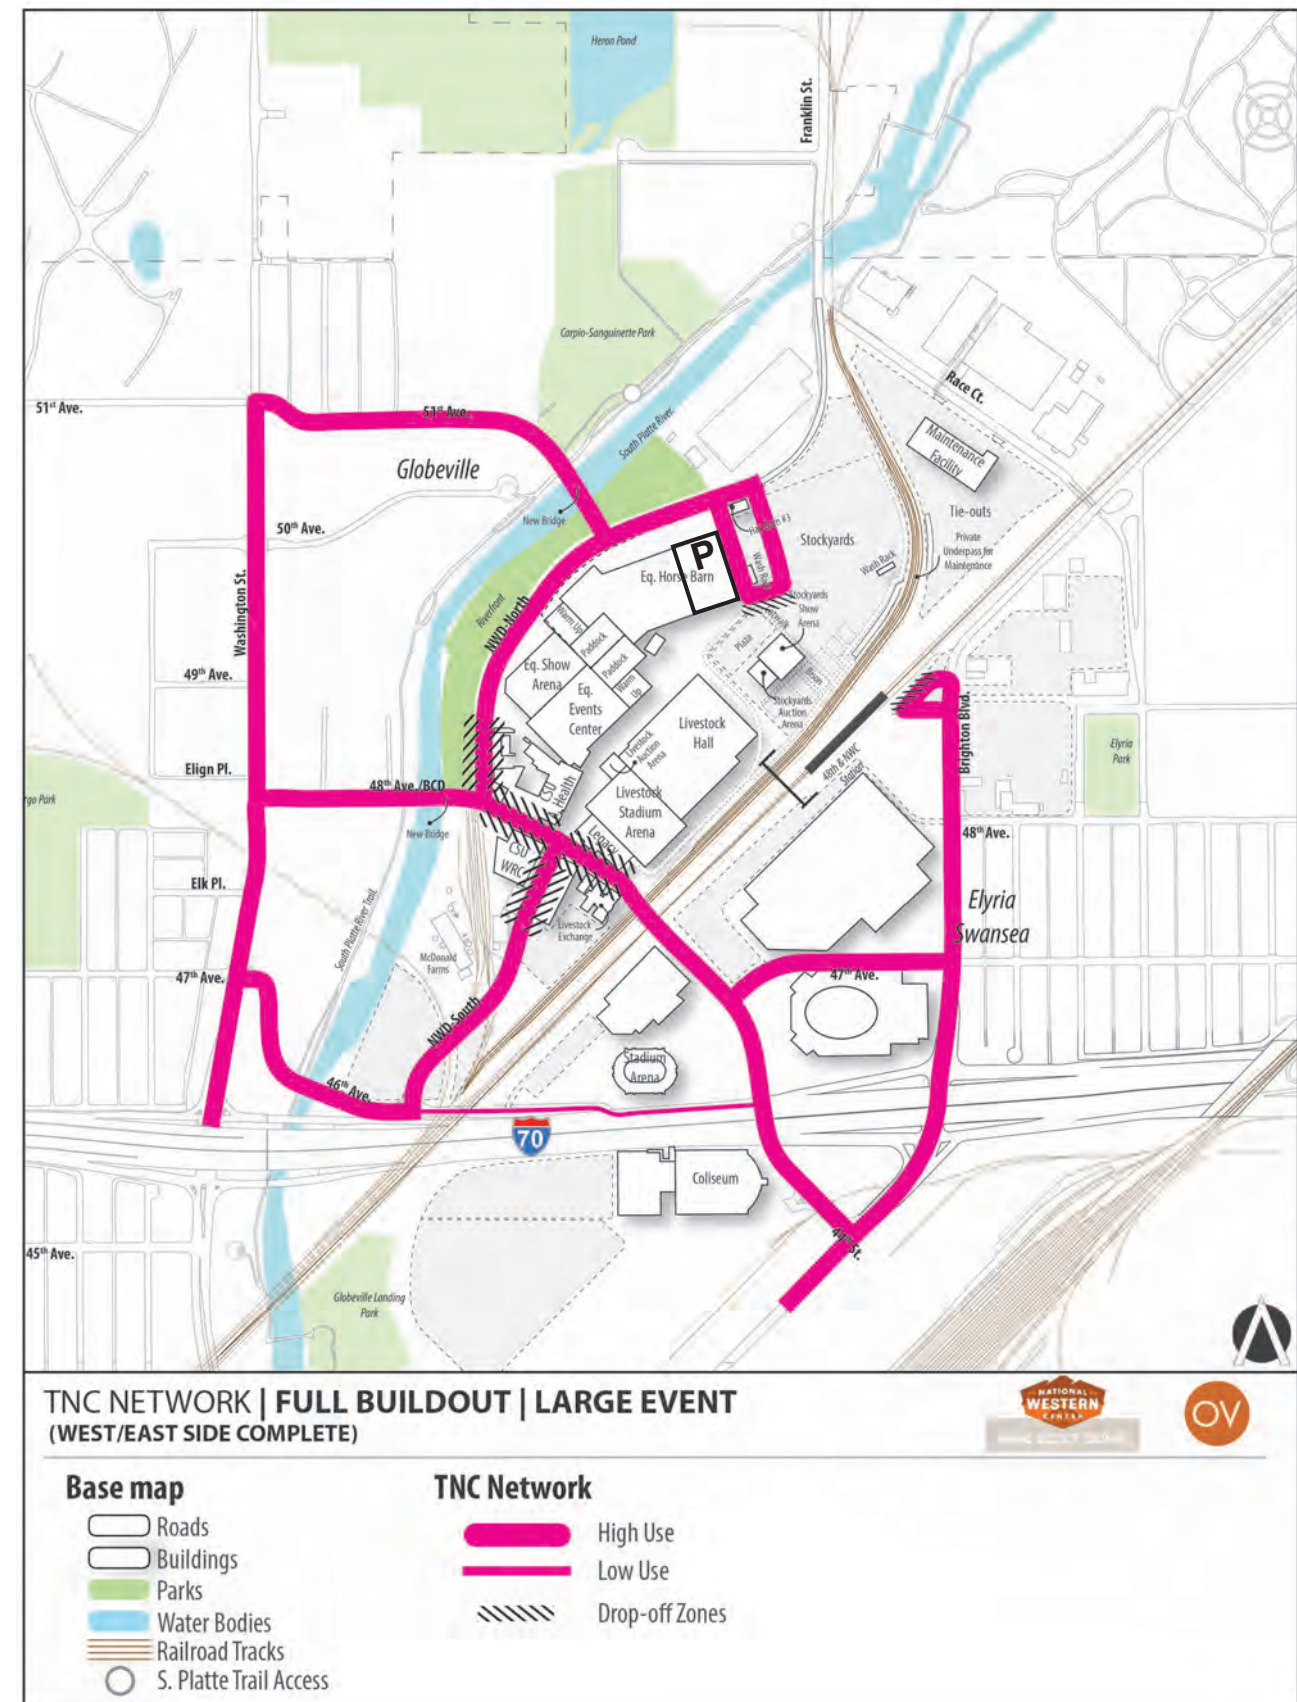 Heron Pond
Franklin St.
Carpio-Sanguinette Park
Race Ct.
51st Ave.
51st Ave.
South Platte River
Globeville
Maintenance
Facility
New Bridge
50th Ave.
Tie-outs
Stockyards
Private
Underpass for
Maintenance
P
Eq. Horse Barn
Wash Rack
Wash Rack
Washington St.
Riverfront
NWD-North
Warm Up
Paddock
Paddock
Warm
Up
Stockyards
Show
Arena
Plaza
49th Ave.
Eq. Show
Arena
Eq.
Events
Center
Stockyards
Auction
Arena
Livestock
Hall
Livestock
Auction
Arena
Brighton Blvd.
Elyria
Park
Elign Pl.
48th Ave./BCD
CSU
Health
48th & NWC
Station
Livestock
Stadium
Arena
New Bridge
Legacy
48th Ave.
CSU
WRC
Elk Pl.
Elyria
Swansea
Livestock
Exchange
South Platte River Trail
McDonald
Farms
47th Ave.
47th Ave.
NWD-South
Stadium
Arena
46th Ave.
70
Coliseum
44th St.
45th Ave.
Globeville Landing
Park
go Park
TNC NETWORK | FULL BUILDOUT | LARGE EVENT
(WEST/EAST SIDE COMPLETE)
NATIONAL
WESTERN
CENTER
OV
Base map
Roads
Buildings
Parks
Water Bodies
Railroad Tracks
S. Platte Trail Access
TNC Network
High Use
Low Use
Drop-off Zones